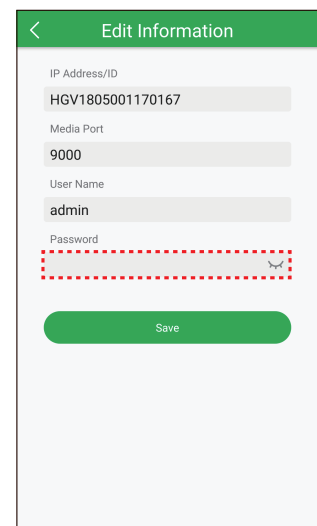 Edit Information
IP Address/ID
HGV1805001170167
Media Port
9000
User Name
admin
Password
Save